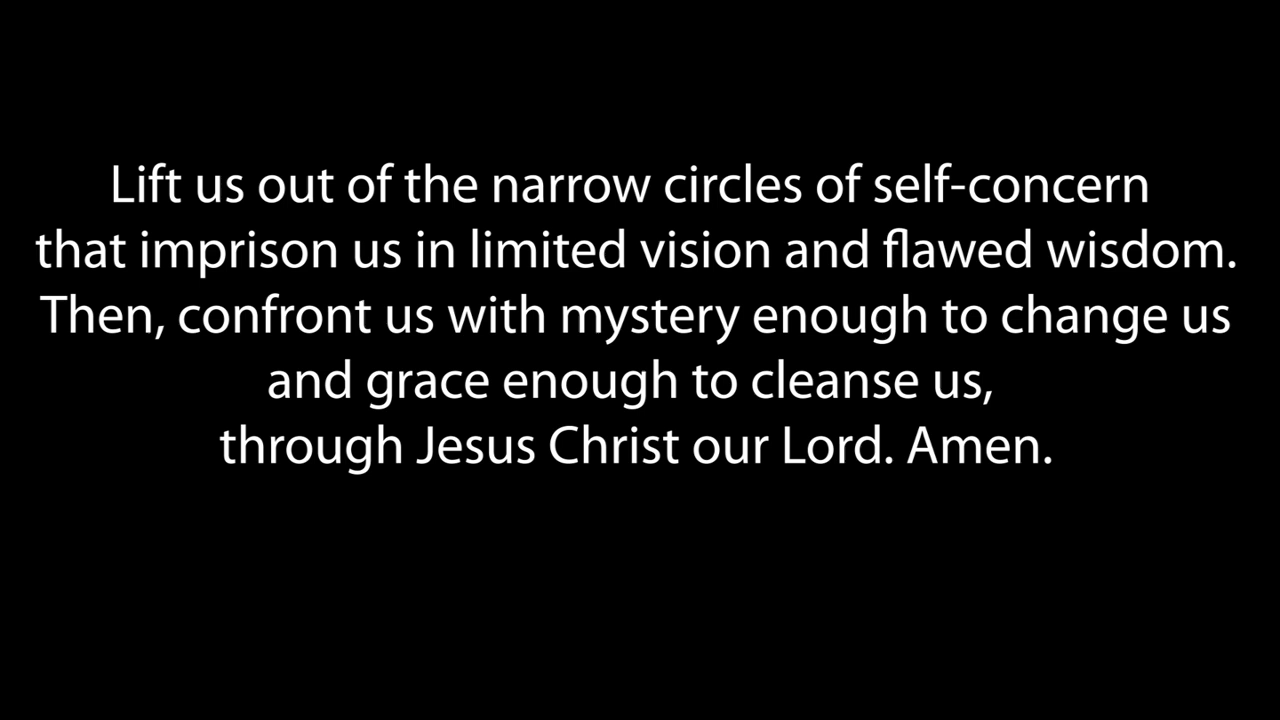 Lift us out of the narrow circles of self-concern
that imprison us in limited vision and flawed wisdom.
Then, confront us with mystery enough to change us
and grace enough to cleanse us,
through Jesus Christ our Lord. Amen.